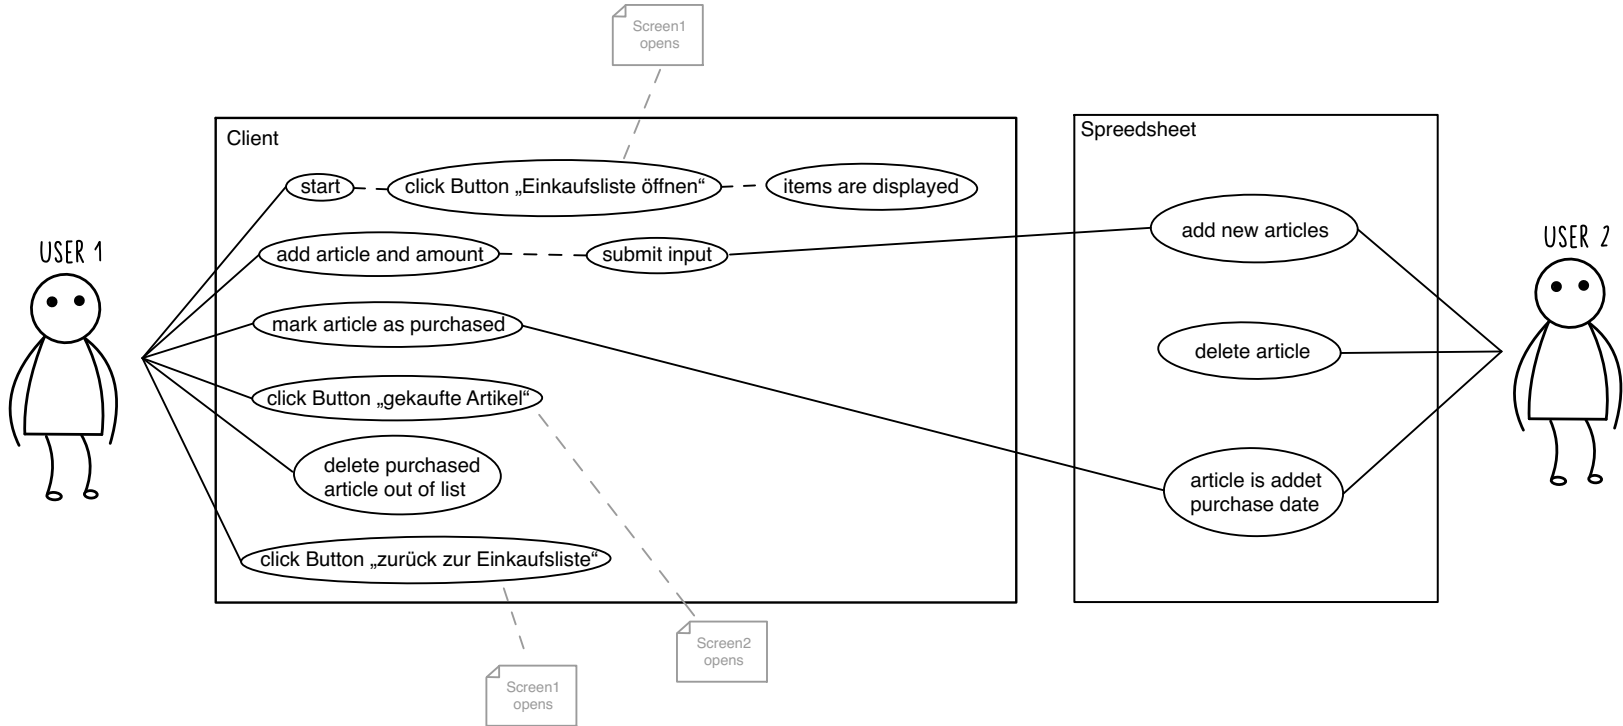 Screen1
opens
Client
Spreedsheet
start
click Button „Einkaufsliste öffnen“
items are displayed
add new articles
USER 1
USER 2
add article and amount
submit input
mark article as purchased
delete article
click Button „gekaufte Artikel“
delete purchased
article out of list
article is addet
purchase date
click Button „zurück zur Einkaufsliste“
Screen2
opens
Screen1
opens